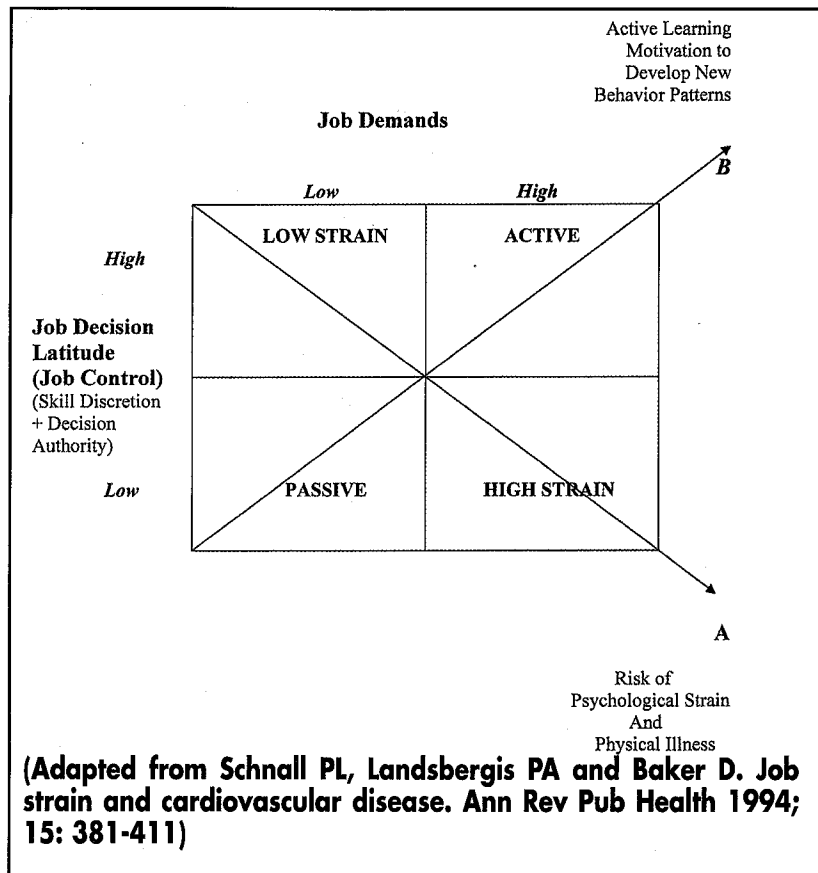 Active Learning
Motivation to
Develop New
Behavior Patterns
Job Demands
B
Low
High
LOW STRAIN
ACTIVE
High
Job Decision
Latitude
(Job Control)
(Skill Discretion
+ Decision
Authority)
Low
PASSIVE
HIGH STRAIN
A
Risk of
Psychological Strain
And
Physical Illness
(Adapted from Schnall PL, Landsbergis PA and Baker D. Job
strain and cardiovascular disease. Ann Rev Pub Health 1994;
15: 381-411)